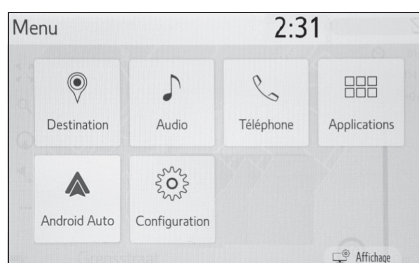 Menu 2:31
Destination Audio Téléphone Applications
Android Auto Configuration
Affichage